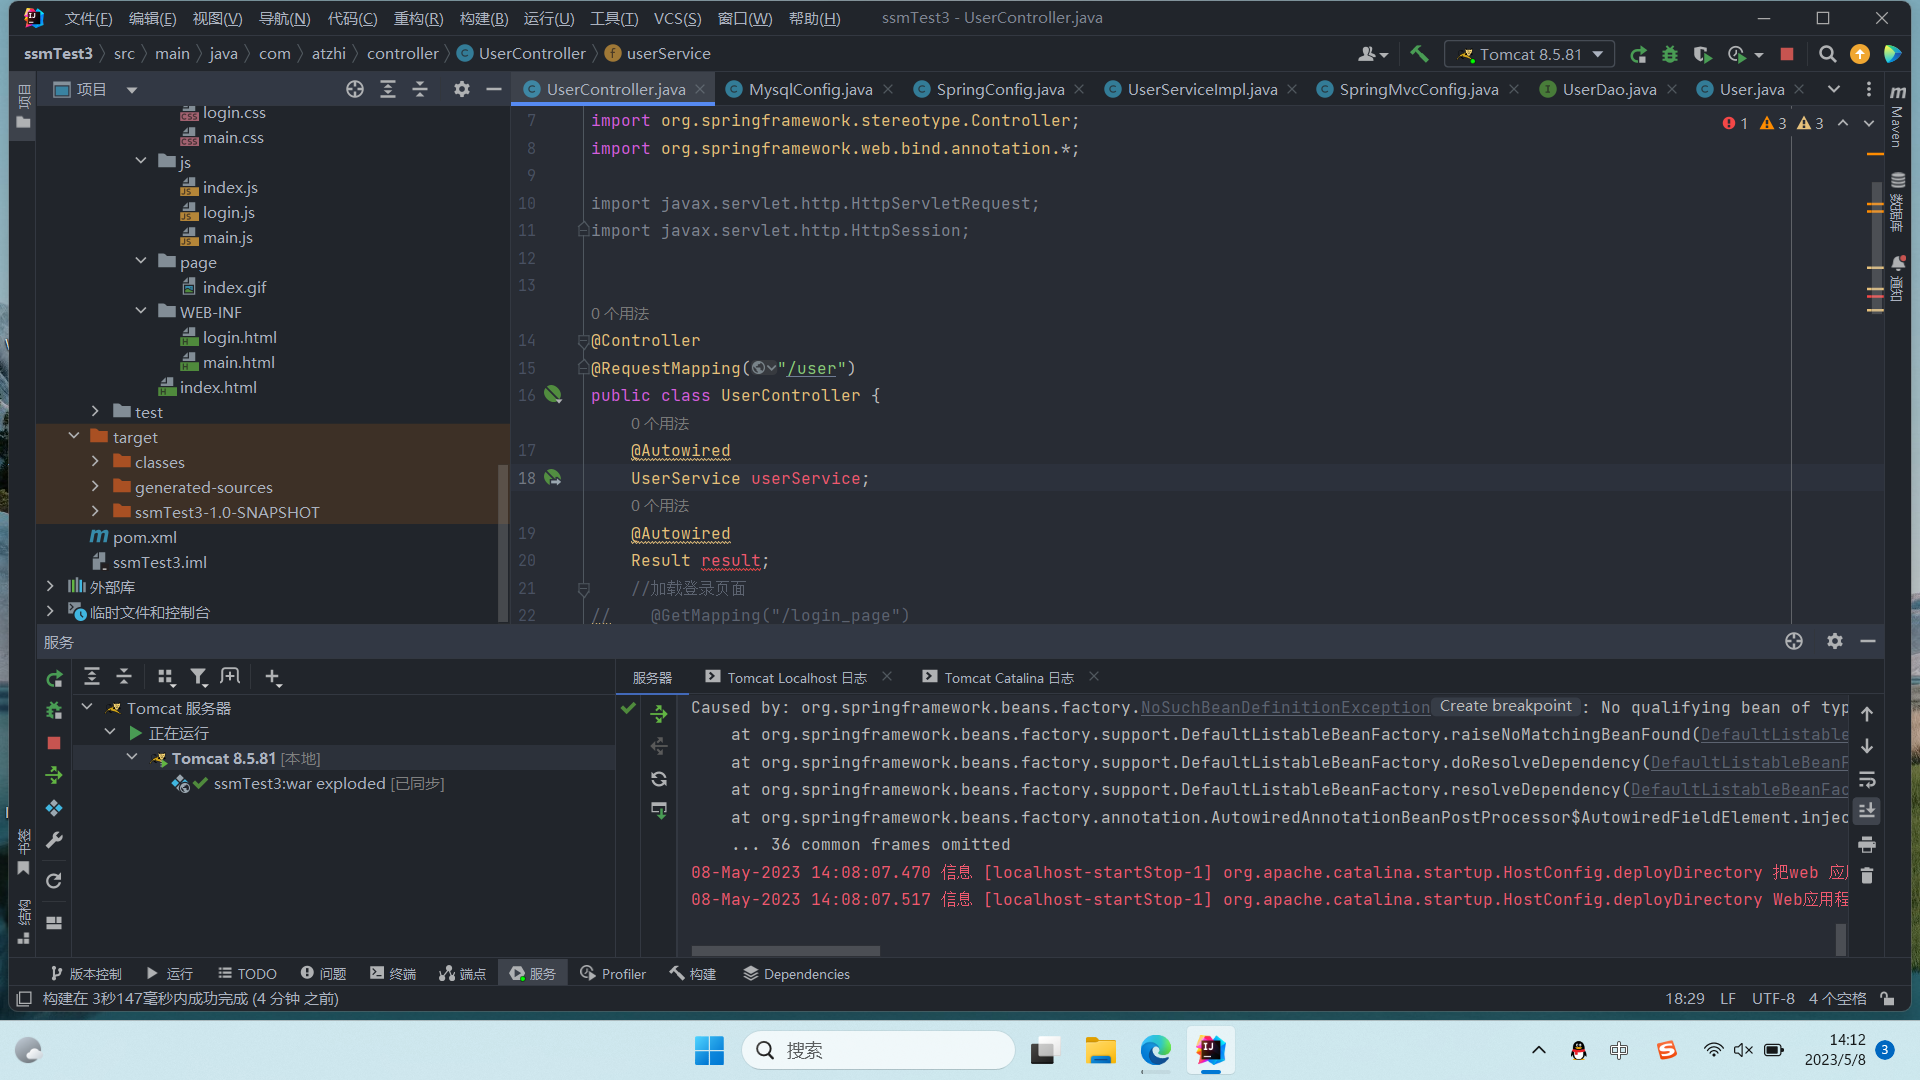 文件(F) 编辑(E) 视图(V) 导航(N) 代码(C) 重构(R) 构建(B) 运行(U) 工具(T) VCS(S) 窗口(W) 帮助(H) ssmTest3 - UserController.java
ssmTest3 src main java com atzhi controller UserController userService
Tomcat 8.5.81
项目
UserController.java MysqlConfig.java SpringConfig.java UserServiceImpl.java SpringMvcConfig.java UserDao.java User.java
项目
Maven
数据库
通知
login.css
main.css
js
index.js
login.js
main.js
page
index.gif
WEB-INF
login.html
main.html
index.html
test
target
classes
generated-sources
ssmTest3-1.0-SNAPSHOT
pom.xml
ssmTest3.iml
外部库
临时文件和控制台
1 3 3
7 import org.springframework.stereotype.Controller;
8 import org.springframework.web.bind.annotation.*;
9
10 import javax.servlet.http.HttpServletRequest;
11 import javax.servlet.http.HttpSession;
12
13
0 个用法
14 @Controller
15 @RequestMapping("/user")
16 public class UserController {
0 个用法
17 @Autowired
18 UserService userService;
0 个用法
19 @Autowired
20 Result result;
21 //加载登录页面
22 // @GetMapping("/login_page")
服务
服务器 Tomcat Localhost 日志 Tomcat Catalina 日志
Tomcat 服务器
正在运行
Tomcat 8.5.81 [本地]
ssmTest3:war exploded [已同步]
Caused by: org.springframework.beans.factory.NoSuchBeanDefinitionException Create breakpoint : No qualifying bean of typ
at org.springframework.beans.factory.support.DefaultListableBeanFactory.raiseNoMatchingBeanFound(DefaultListable
at org.springframework.beans.factory.support.DefaultListableBeanFactory.doResolveDependency(DefaultListableBeanF
at org.springframework.beans.factory.support.DefaultListableBeanFactory.resolveDependency(DefaultListableBeanFac
at org.springframework.beans.factory.annotation.AutowiredAnnotationBeanPostProcessor$AutowiredFieldElement.injec
... 36 common frames omitted
08-May-2023 14:08:07.470 信息 [localhost-startStop-1] org.apache.catalina.startup.HostConfig.deployDirectory 把web 应
08-May-2023 14:08:07.517 信息 [localhost-startStop-1] org.apache.catalina.startup.HostConfig.deployDirectory Web应用程
书签
结构
版本控制 运行 TODO 问题 终端 端点 服务 Profiler 构建 Dependencies
构建在 3秒147毫秒内成功完成 (4 分钟 之前) 18:29 LF UTF-8 4 个空格
搜索
中
14:12
2023/5/8
3